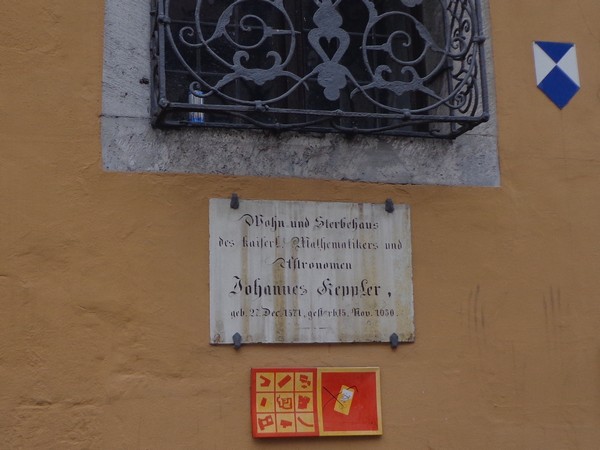 Wohn und Sterbehaus
des kaiserl. Mathematikers und
Astronomen
Johannes Keppler,
geb. 27 Dec. 1571, gest. 15. Nov. 1630.